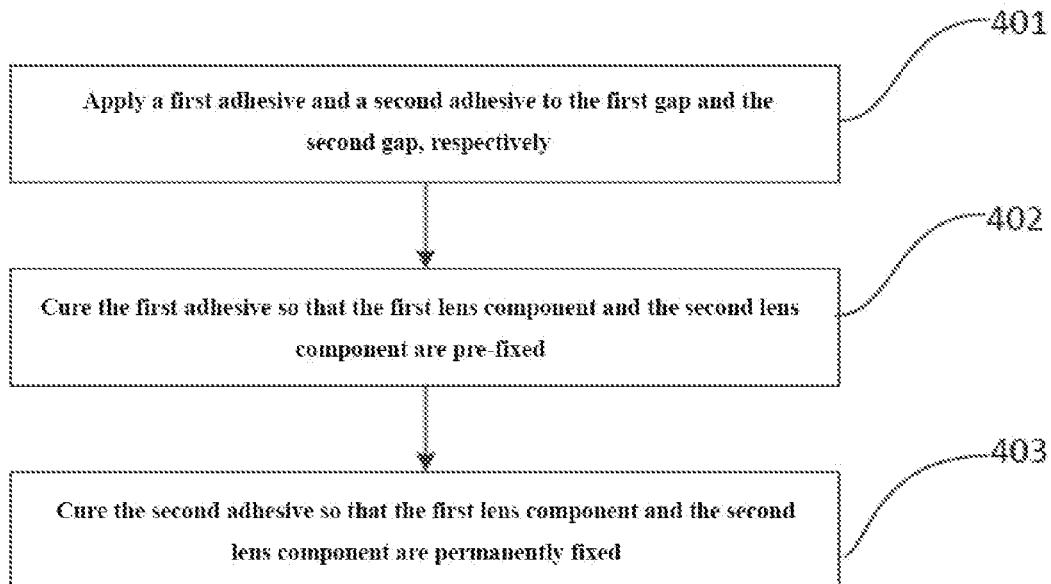 401
Apply a first adhesive and a second adhesive to the first gap and the
second gap, respectively
402
Cure the first adhesive so that the first lens component and the second lens
component are pre-fixed
403
Cure the second adhesive so that the first lens component and the second
lens component are permanently fixed